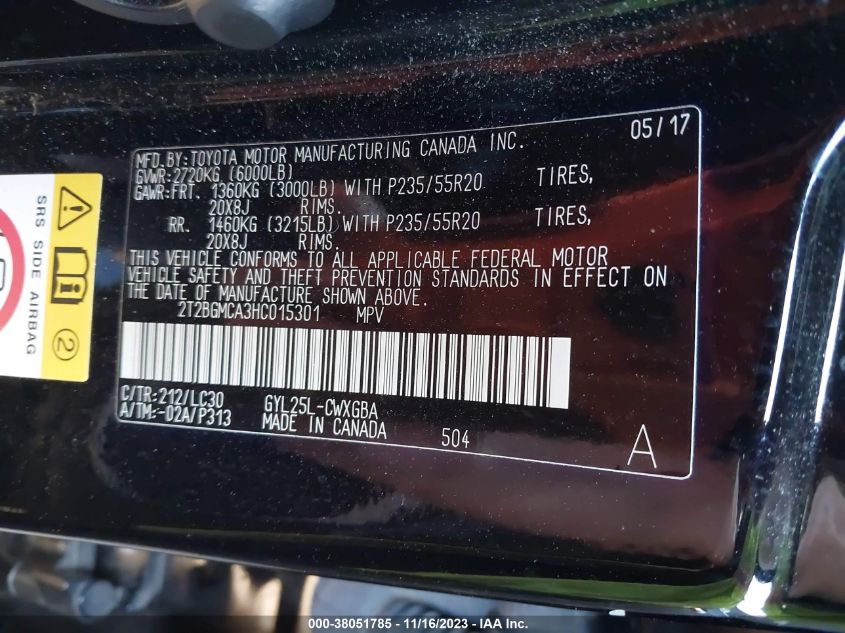 MFD. BY: TOYOTA MOTOR MANUFACTURING CANADA INC. 05/17
GVWR: 2720KG (6000LB)
GAWR: FRT. 1360KG (3000LB) WITH P235/55R20 TIRES,
20X8J RIMS.
RR. 1460KG (3215LB) WITH P235/55R20 TIRES,
20X8J RIMS.
THIS VEHICLE CONFORMS TO ALL APPLICABLE FEDERAL MOTOR
VEHICLE SAFETY AND THEFT PREVENTION STANDARDS IN EFFECT ON
THE DATE OF MANUFACTURE SHOWN ABOVE.
2T2BGMCA3HC015301 MPV
C/TR: 212/LC30 GYL25L-CWXGBA
A/TM: -02A/P313 MADE IN CANADA 504 A
SRS SIDE AIRBAG
2
000-38051785 - 11/16/2023 - IAA Inc.